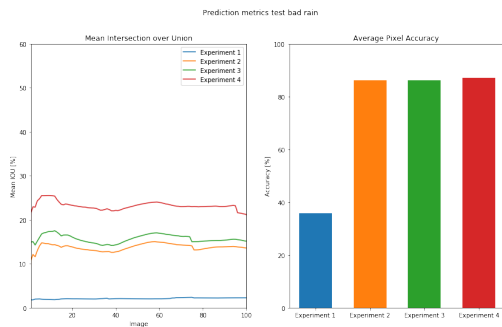 Prediction metrics test bad rain
Mean Intersection over Union
Mean IOU [%]
60
50
40
30
20
10
0
20
40
60
80
100
Image
Experiment 1
Experiment 2
Experiment 3
Experiment 4
Average Pixel Accuracy
Accuracy [%]
100
80
60
40
20
0
Experiment 1
Experiment 2
Experiment 3
Experiment 4